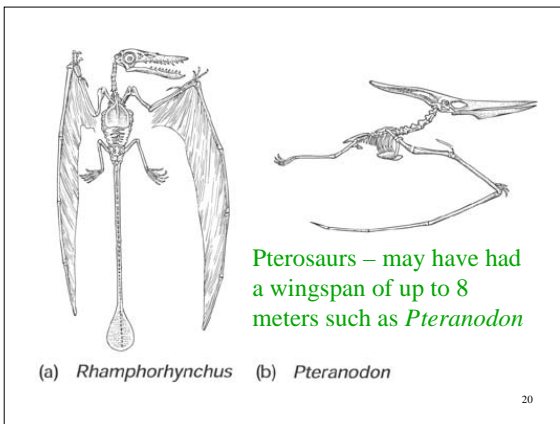 Pterosaurs – may have had
a wingspan of up to 8
meters such as Pteranodon
(a) Rhamphorhynchus (b) Pteranodon
20